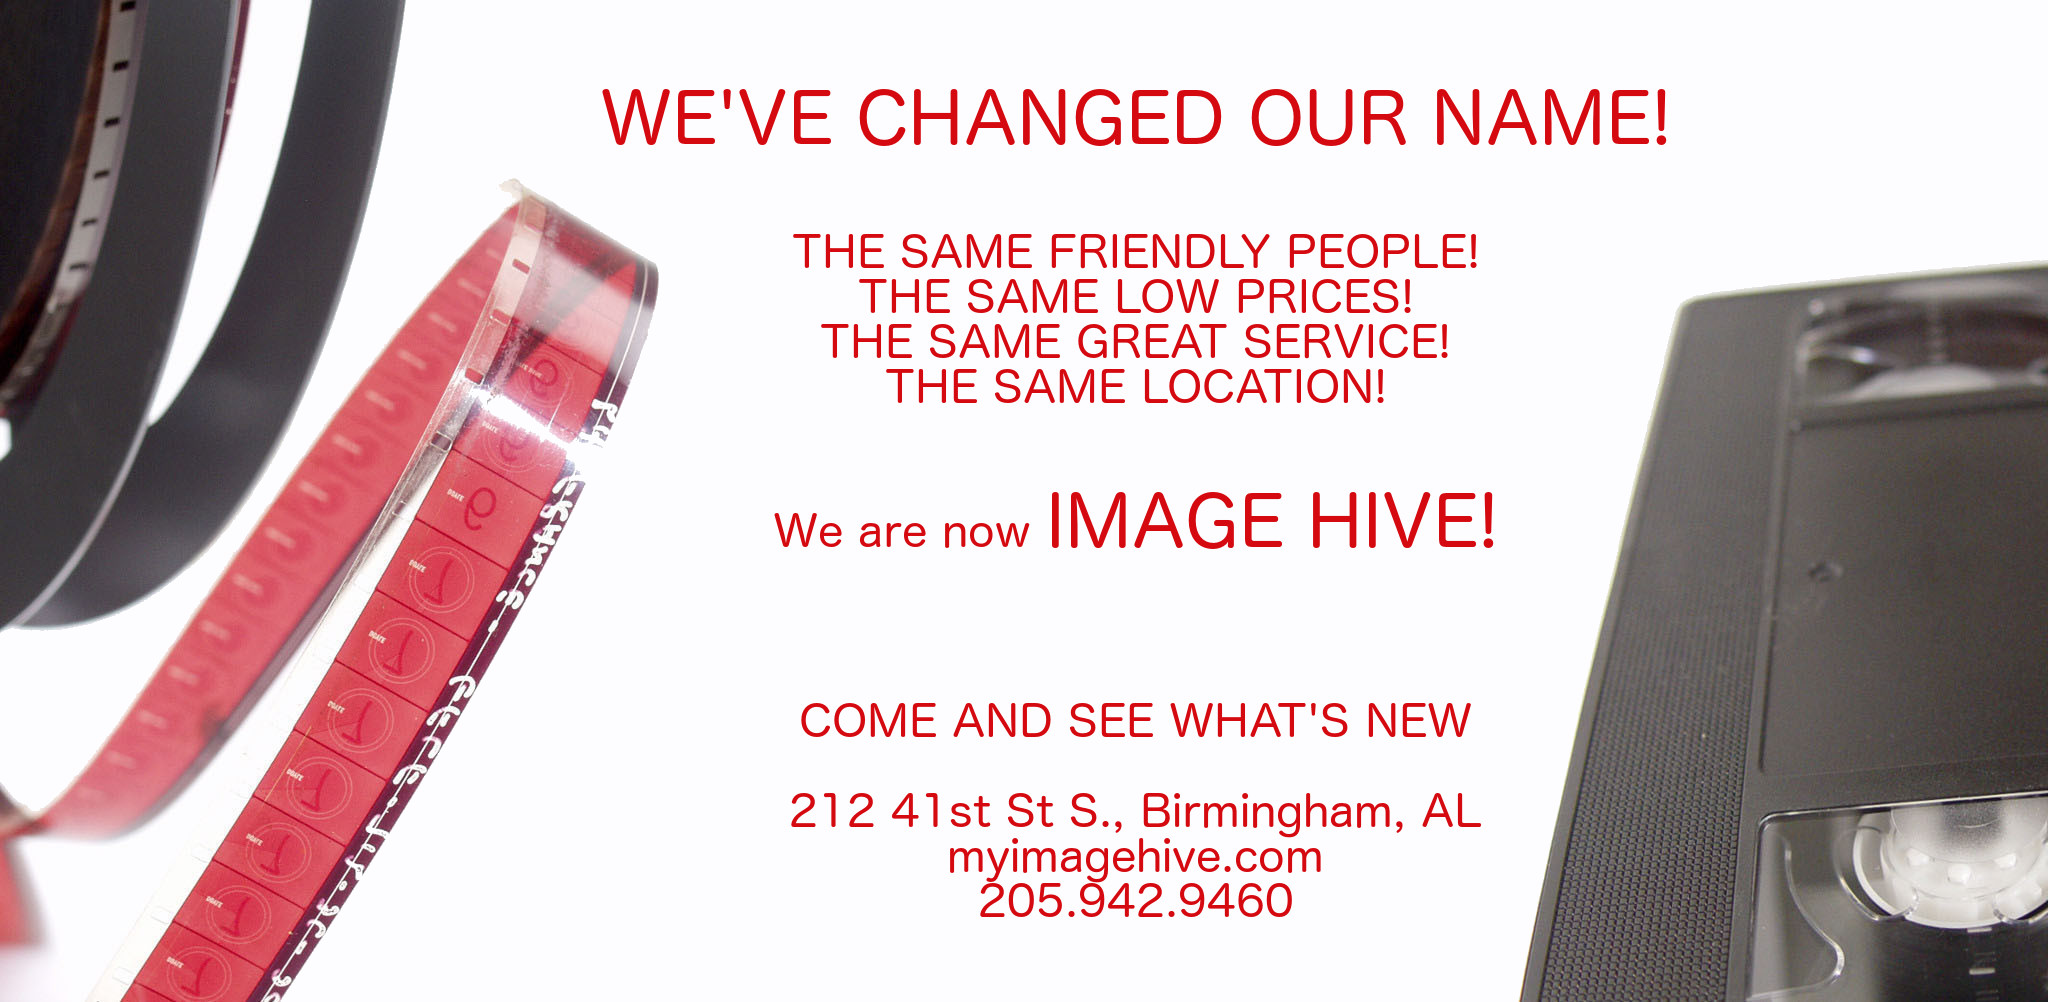 WE'VE CHANGED OUR NAME!
THE SAME FRIENDLY PEOPLE!
THE SAME LOW PRICES!
THE SAME GREAT SERVICE!
THE SAME LOCATION!
We are now IMAGE HIVE!
COME AND SEE WHAT'S NEW
212 41st St S., Birmingham, AL
myimagehive.com
205.942.9460